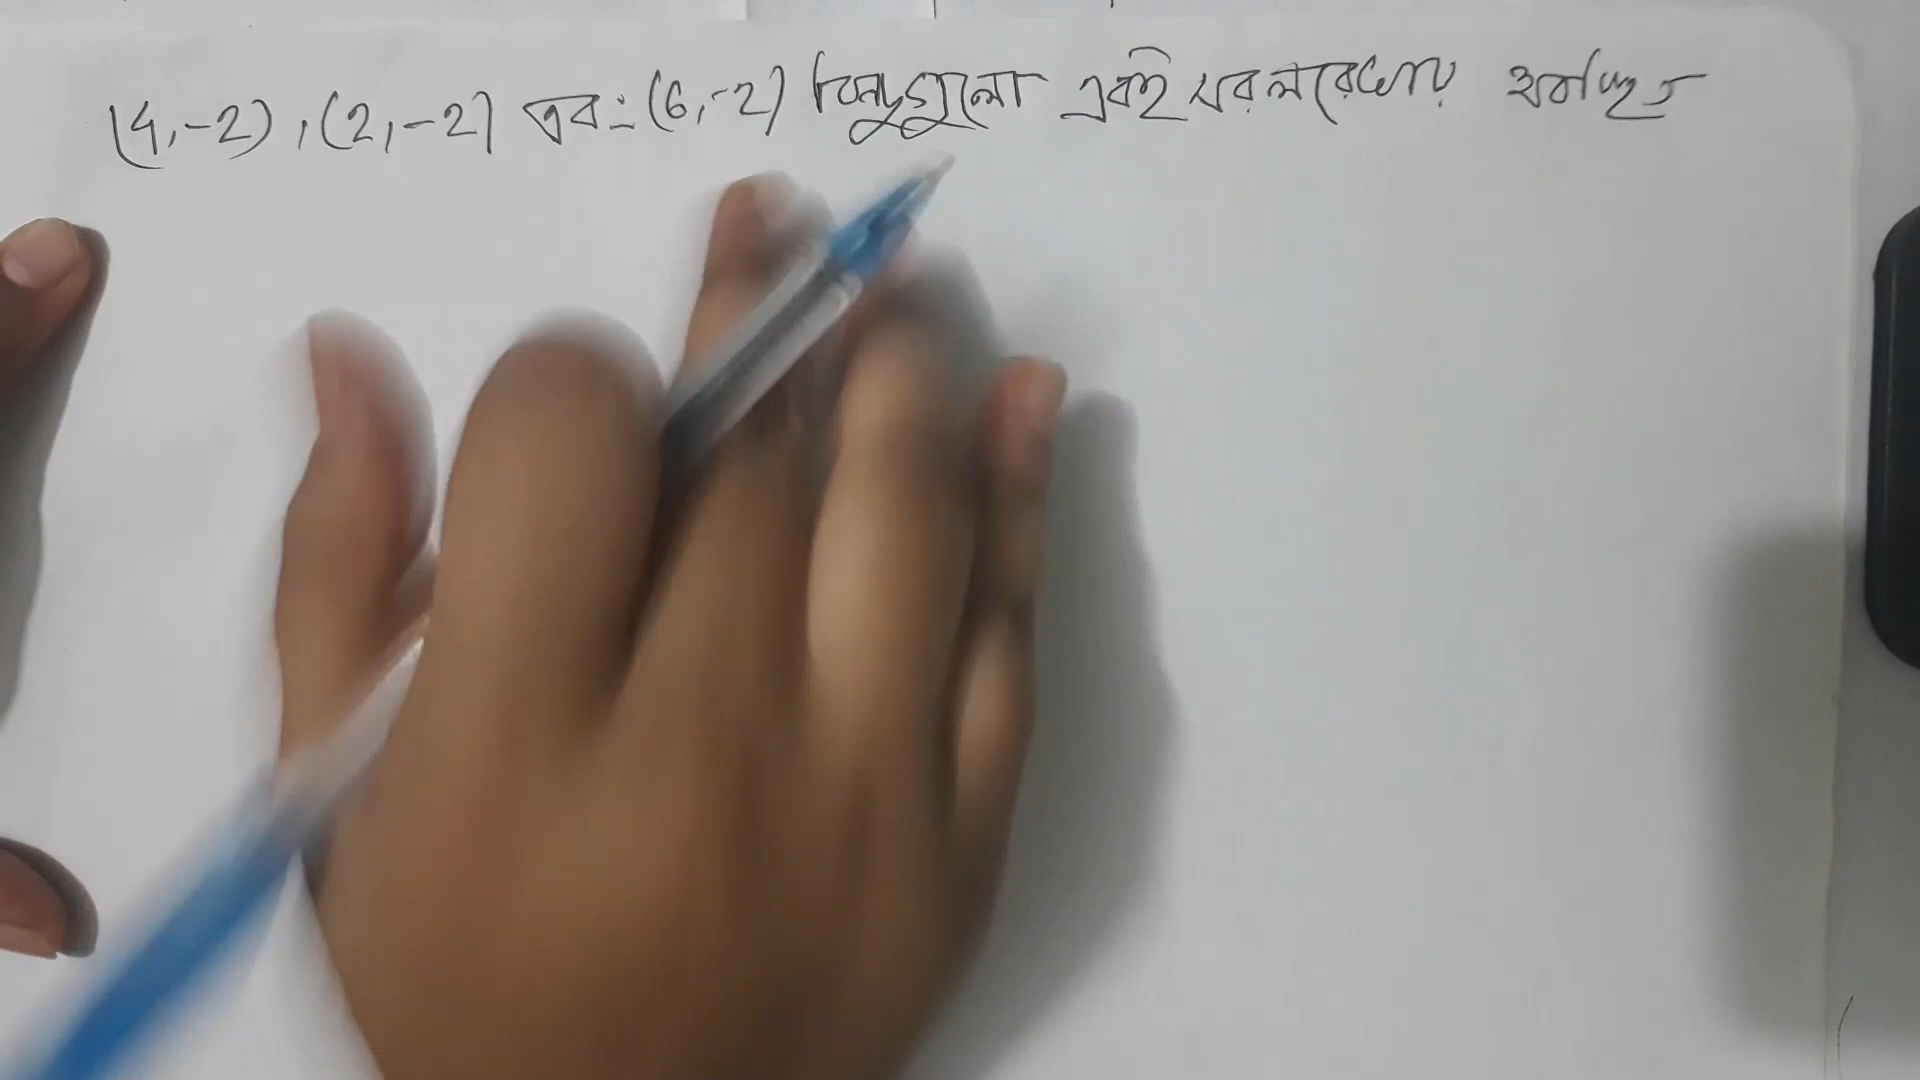 (4,-2), (2,-2) এবং (6,-2) বিন্দুগুলো একই সরলরেখায় অবস্থিত